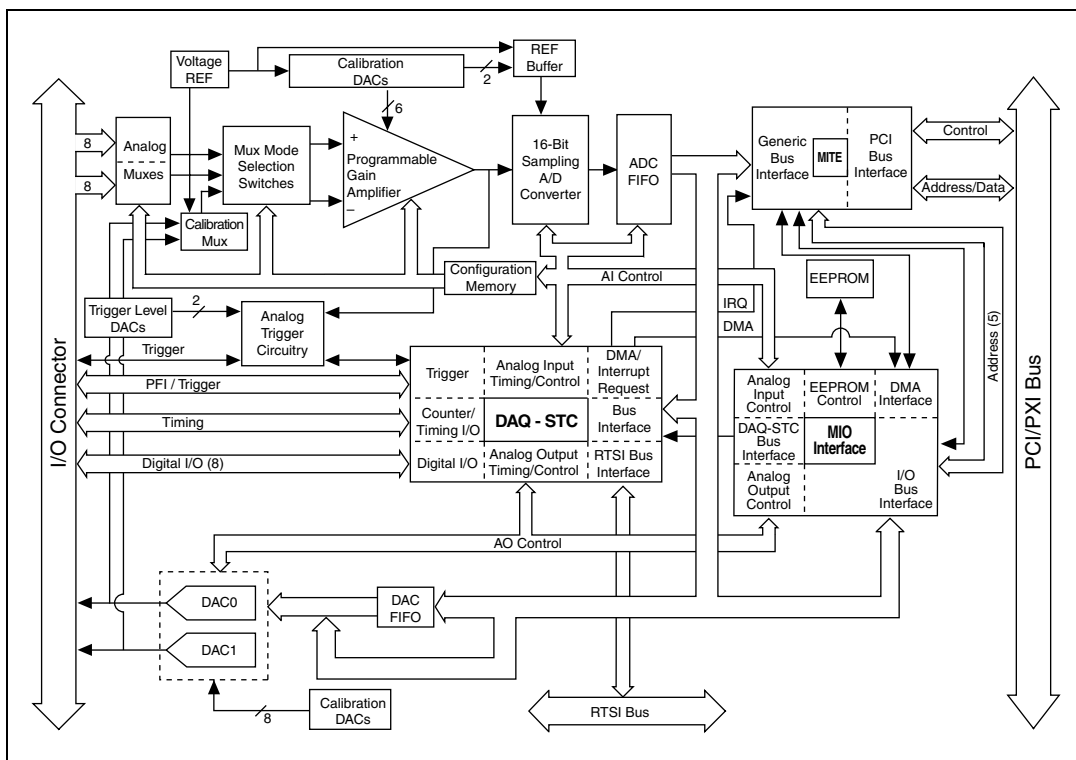 Voltage
REF
Calibration
DACs
2
REF
Buffer
6
8
8
Analog
Muxes
Mux Mode
Selection
Switches
+
Programmable
Gain
Amplifier
–
16-Bit
Sampling
A/D
Converter
ADC
FIFO
Generic
Bus
Interface
MITE
PCI
Bus
Interface
Control
Address/Data
Calibration
Mux
Configuration
Memory
AI Control
EEPROM
IRQ
DMA
Address (5)
Trigger Level
DACs
2
Analog
Trigger
Circuitry
Trigger
PFI / Trigger
Timing
Digital I/O (8)
I/O Connector
PCI/PXI Bus
Trigger
Analog Input
Timing/Control
DMA/
Interrupt
Request
Counter/
Timing I/O
DAQ - STC
Bus
Interface
Digital I/O
Analog Output
Timing/Control
RTSI Bus
Interface
Analog
Input
Control
EEPROM
Control
DMA
Interface
DAQ-STC
Bus
Interface
MIO
Interface
Analog
Output
Control
I/O
Bus
Interface
AO Control
DAC0
DAC
FIFO
DAC1
Calibration
DACs
8
RTSI Bus